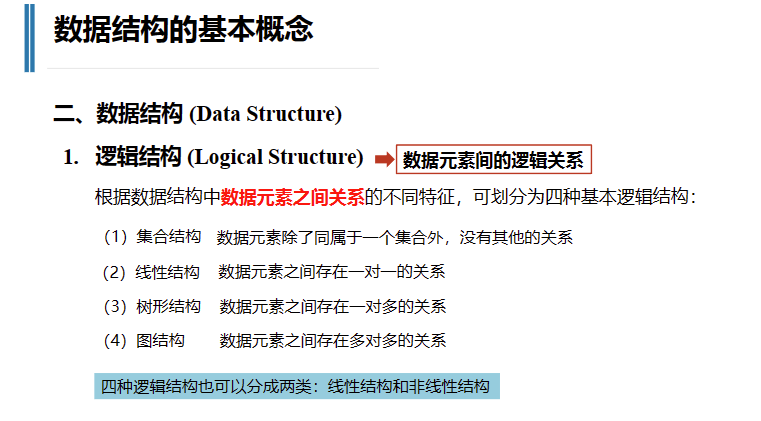 数据结构的基本概念
二、数据结构 (Data Structure)
1. 逻辑结构 (Logical Structure) 数据元素间的逻辑关系
根据数据结构中数据元素之间关系的不同特征，可划分为四种基本逻辑结构：
（1）集合结构 数据元素除了同属于一个集合外，没有其他的关系
（2）线性结构 数据元素之间存在一对一的关系
（3）树形结构 数据元素之间存在一对多的关系
（4）图结构 数据元素之间存在多对多的关系
四种逻辑结构也可以分成两类：线性结构和非线性结构